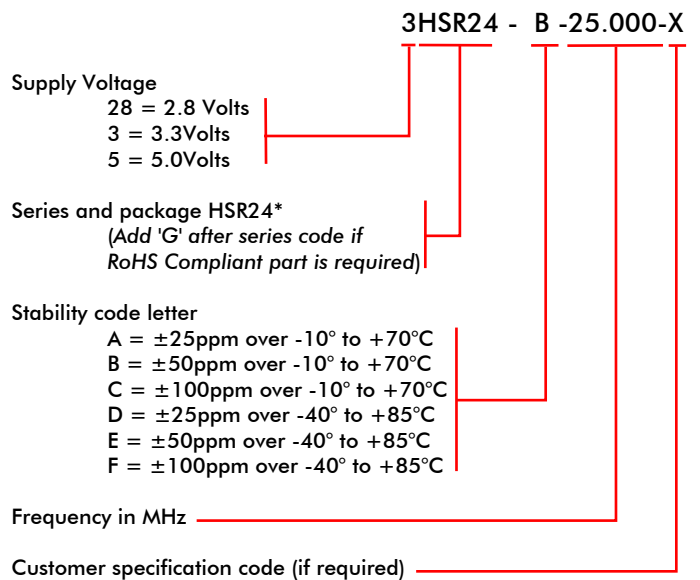 3HSR24 - B -25.000-X
Supply Voltage
28 = 2.8 Volts
3 = 3.3Volts
5 = 5.0Volts
Series and package HSR24*
(Add 'G' after series code if
RoHS Compliant part is required)
Stability code letter
A = ±25ppm over -10° to +70°C
B = ±50ppm over -10° to +70°C
C = ±100ppm over -10° to +70°C
D = ±25ppm over -40° to +85°C
E = ±50ppm over -40° to +85°C
F = ±100ppm over -40° to +85°C
Frequency in MHz
Customer specification code (if required)